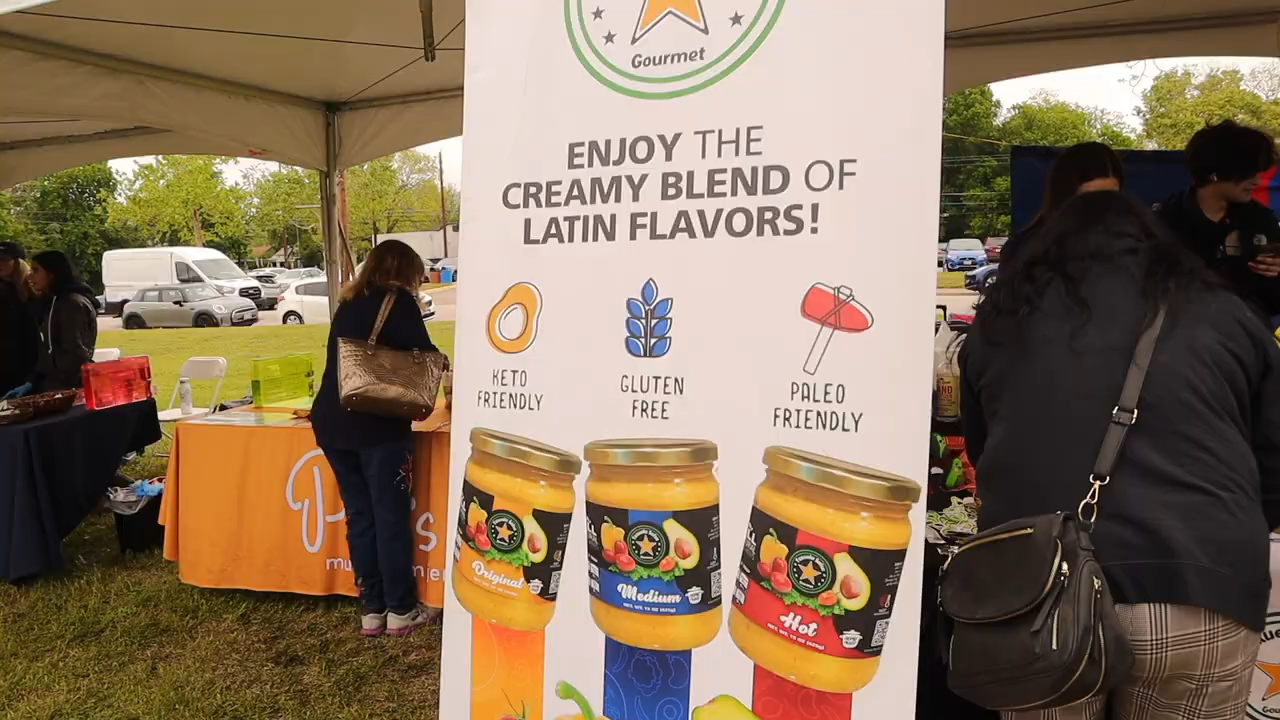 Gourmet
ENJOY THE
CREAMY BLEND OF
LATIN FLAVORS!
KETO
FRIENDLY
GLUTEN
FREE
PALEO
FRIENDLY
Original
Medium
Hot